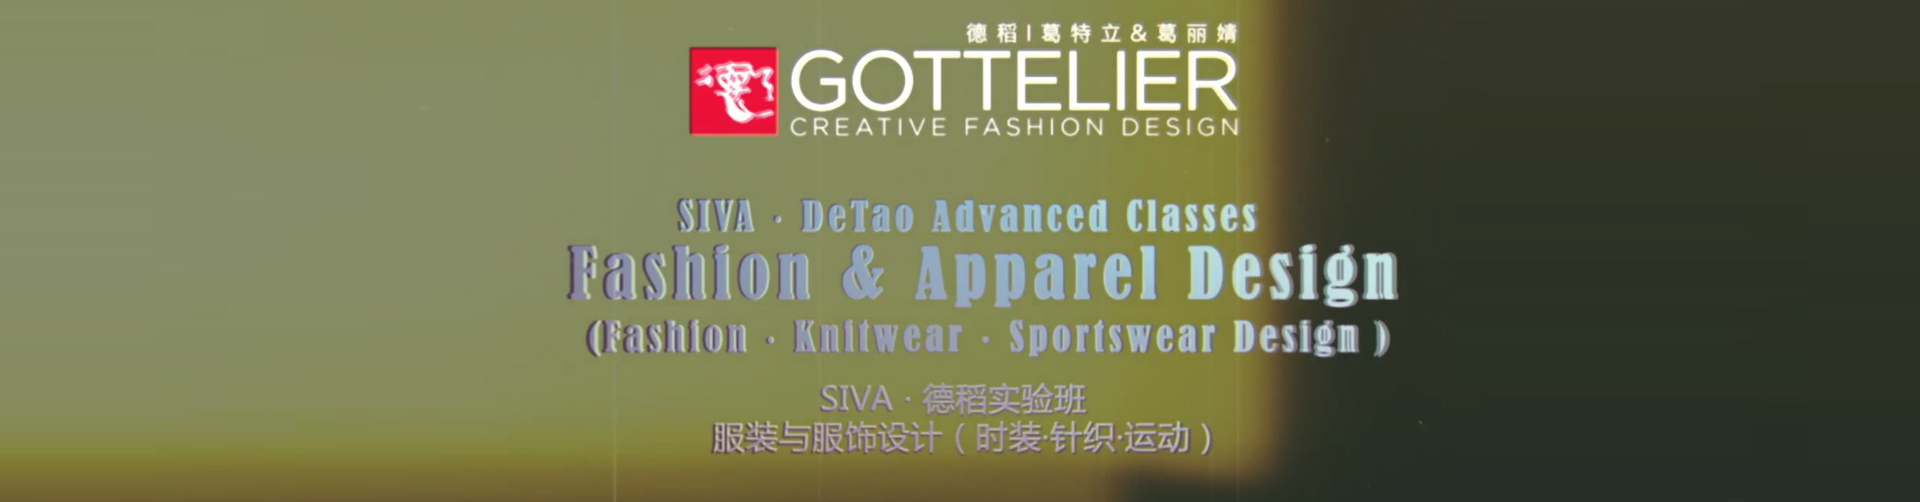 德稻|葛特立&葛丽婧
GOTTELIER
CREATIVE FASHION DESIGN
SIVA · DeTao Advanced Classes
Fashion & Apparel Design
(Fashion · Knitwear · Sportswear Design )
SIVA · 德稻实验班
服装与服饰设计（时装·针织·运动）